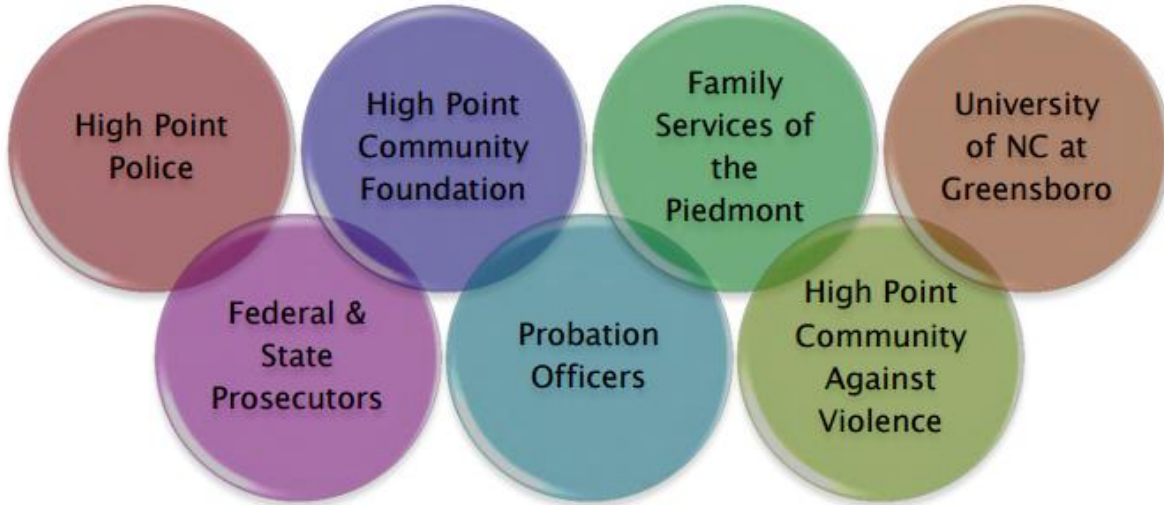 High Point
Police
High Point
Community
Foundation
Family
Services of
the
Piedmont
University
of NC at
Greensboro
Federal &
State
Prosecutors
Probation
Officers
High Point
Community
Against
Violence